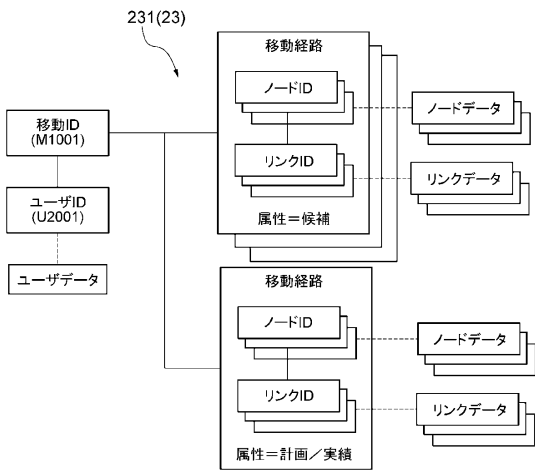 231(23)
移動経路
ノードID
ノードデータ
移動ID
(M1001)
リンクID
リンクデータ
ユーザID
(U2001)
属性=候補
ユーザデータ
移動経路
ノードID
ノードデータ
リンクID
リンクデータ
属性=計画/実績